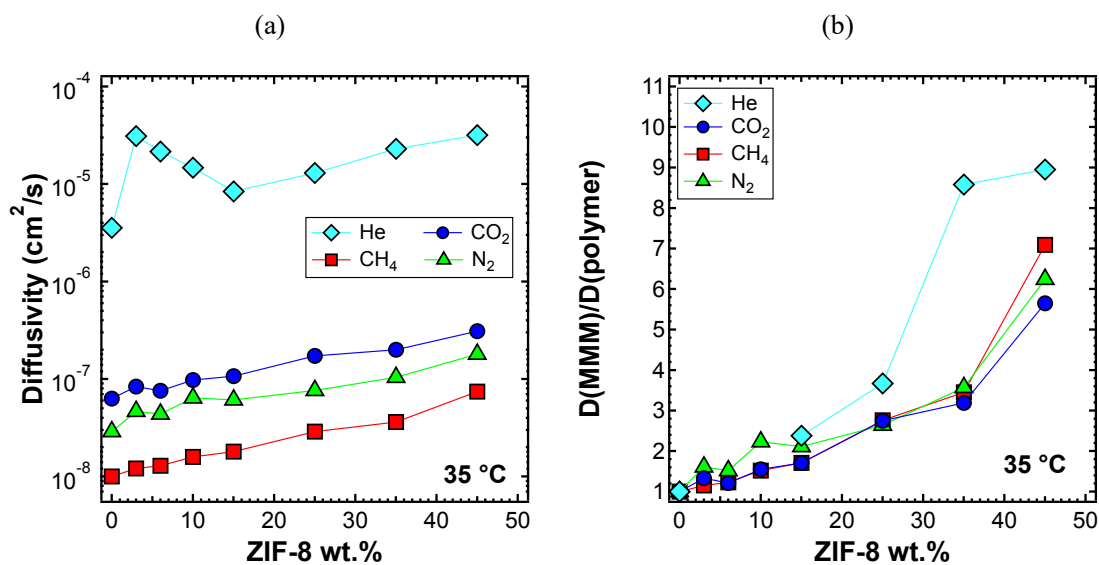 (a)
(b)
Diffusivity (cm²/s)
10⁻⁴
10⁻⁵
10⁻⁶
10⁻⁷
10⁻⁸
He
CO₂
CH₄
N₂
35 °C
0 10 20 30 40 50
ZIF-8 wt.%
D(MMM)/D(polymer)
11
10
9
8
7
6
5
4
3
2
1
He
CO₂
CH₄
N₂
35 °C
0 10 20 30 40 50
ZIF-8 wt.%